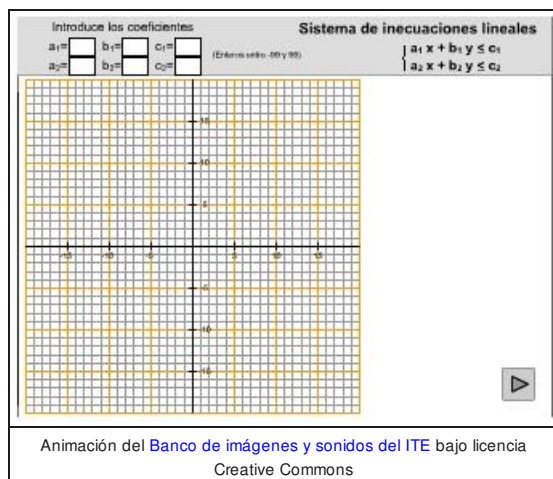 Introduce los coeficientes
Sistema de inecuaciones lineales
a₁= b₁= c₁=
a₂= b₂= c₂=
(Enteros entre -99 y 99)
a₁ x + b₁ y ≤ c₁
a₂ x + b₂ y ≤ c₂
15
10
5
-15 -10 -5 5 10 15
-5
-10
-15
Animación del Banco de imágenes y sonidos del ITE bajo licencia
Creative Commons